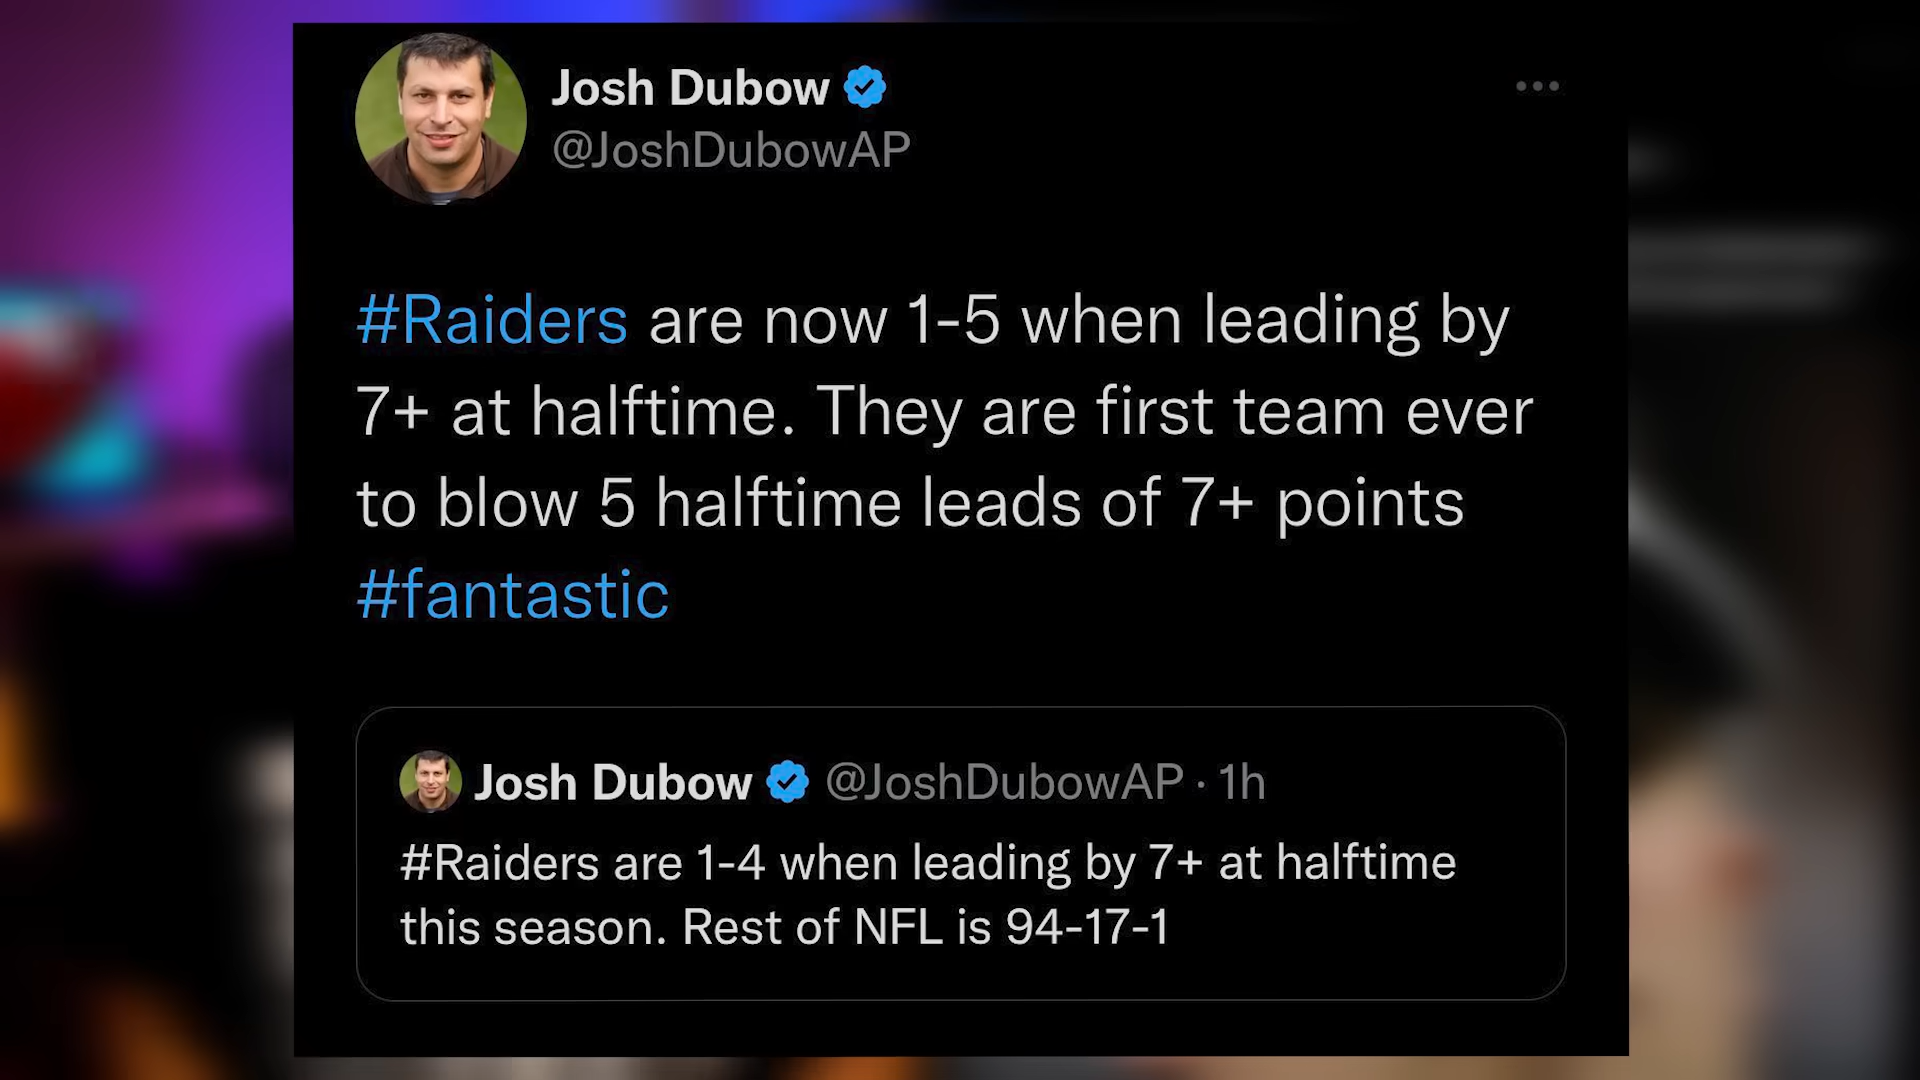 Josh Dubow
@JoshDubowAP
#Raiders are now 1-5 when leading by
7+ at halftime. They are first team ever
to blow 5 halftime leads of 7+ points
#fantastic
Josh Dubow @JoshDubowAP · 1h
#Raiders are 1-4 when leading by 7+ at halftime
this season. Rest of NFL is 94-17-1